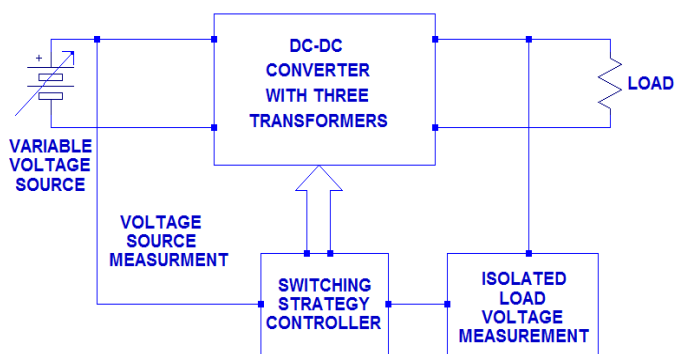 DC-DC
CONVERTER
WITH THREE
TRANSFORMERS
LOAD
+
VARIABLE
VOLTAGE
SOURCE
VOLTAGE
SOURCE
MEASURMENT
SWITCHING
STRATEGY
CONTROLLER
ISOLATED
LOAD
VOLTAGE
MEASUREMENT